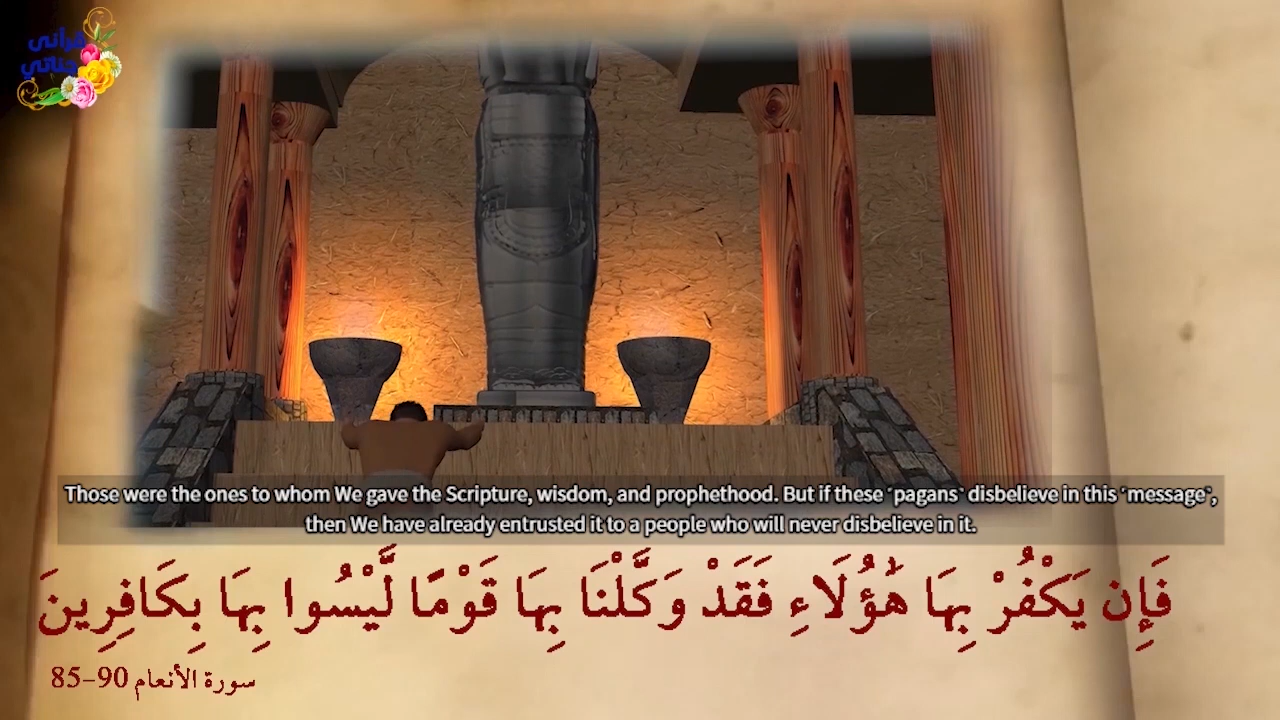 قرآني
جناتي
Those were the ones to whom We gave the Scripture, wisdom, and prophethood. But if these ˹pagans˺ disbelieve in this ˹message˺,
then We have already entrusted it to a people who will never disbelieve in it.
فَإِن يَكْفُرْ بِهَا هَٰؤُلَاءِ فَقَدْ وَكَّلْنَا بِهَا قَوْمًا لَّيْسُوا بِهَا بِكَافِرِينَ
سورة الأنعام 90-85